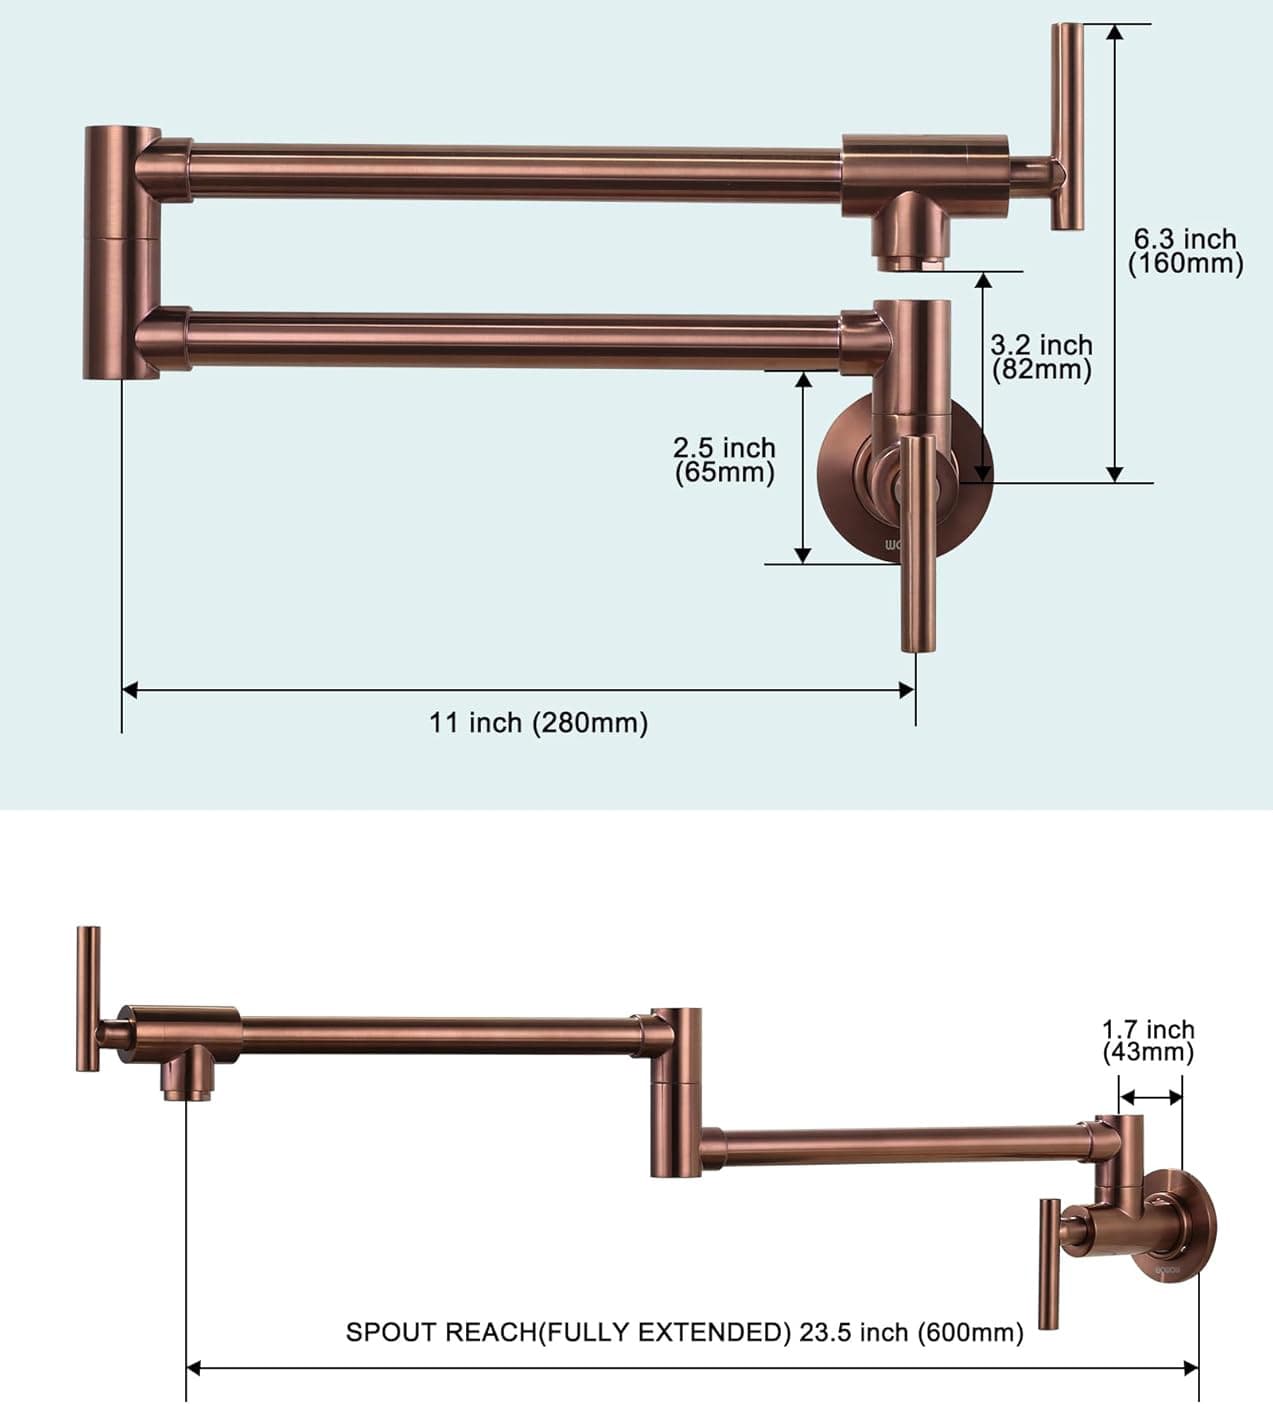 6.3 inch
(160mm)
3.2 inch
(82mm)
2.5 inch
(65mm)
11 inch (280mm)
1.7 inch
(43mm)
SPOUT REACH(FULLY EXTENDED) 23.5 inch (600mm)